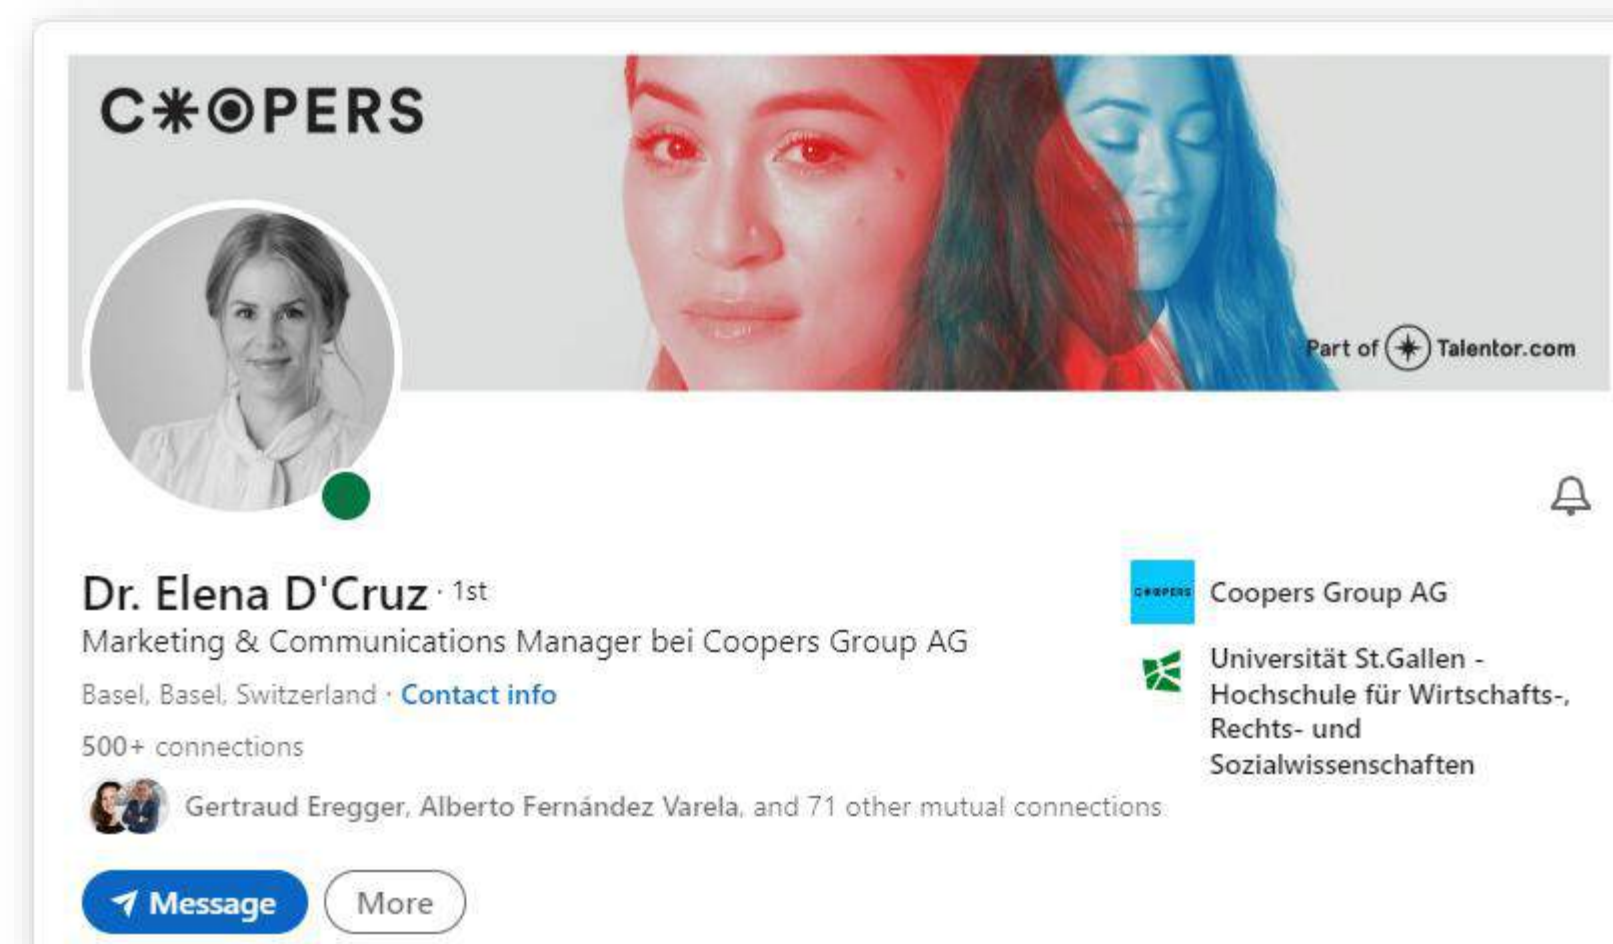 COOPERS
Part of Talentor.com
Dr. Elena D'Cruz · 1st
Marketing & Communications Manager bei Coopers Group AG
Basel, Basel, Switzerland · Contact info
500+ connections
Gertraud Eregger, Alberto Fernández Varela, and 71 other mutual connections
Message
More
COOPERS
Coopers Group AG
Universität St.Gallen -
Hochschule für Wirtschafts-,
Rechts- und
Sozialwissenschaften